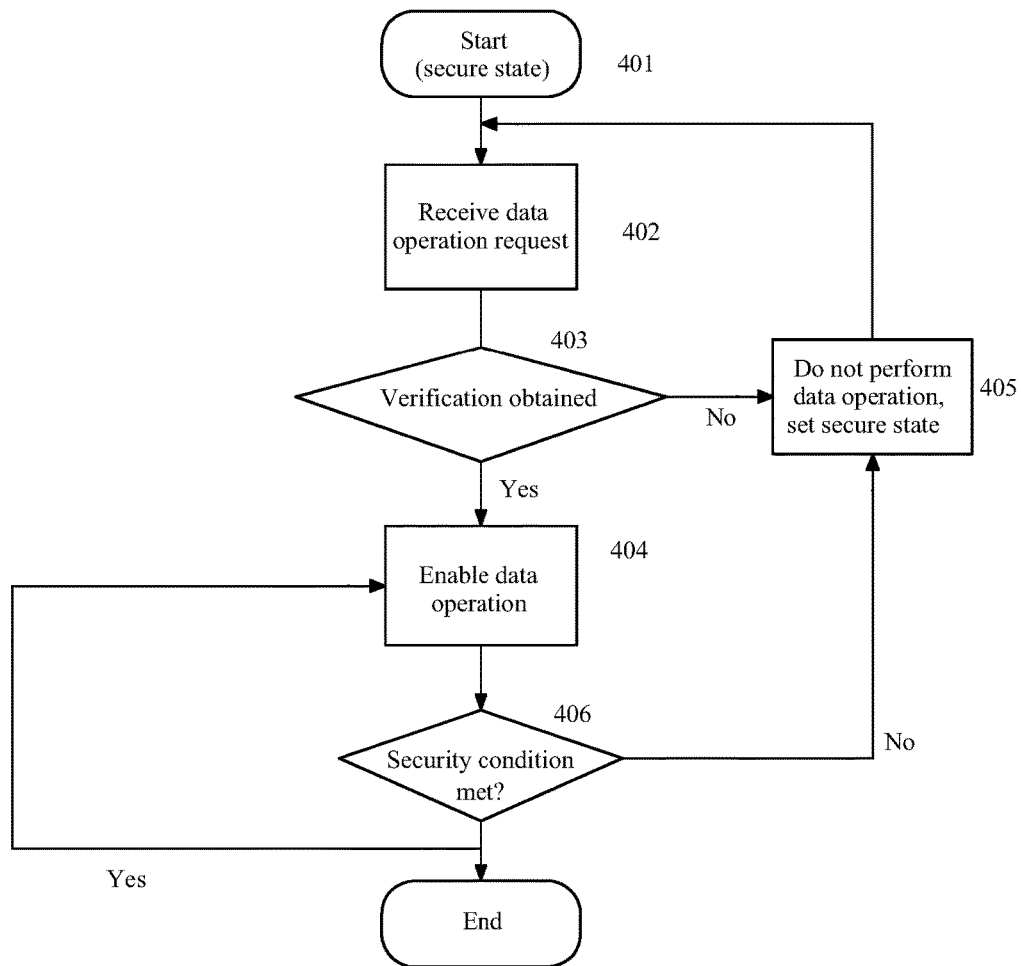 Start
(secure state)
401
Receive data
operation request
402
403
Verification obtained
No
Do not perform
data operation,
set secure state
405
Yes
404
Enable data
operation
406
Security condition
met?
No
Yes
End